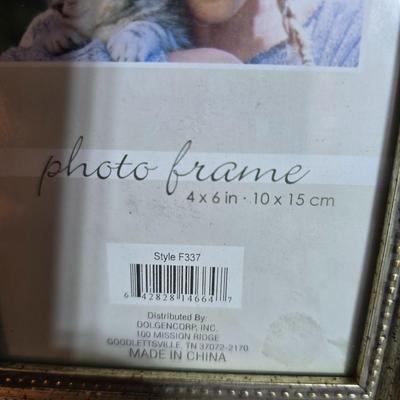 photo frame
4 x 6 in · 10 x 15 cm
Style F337
6 42828 14664 7
Distributed By:
DOLGENCORP, INC.
100 MISSION RIDGE
GOODLETTSVILLE, TN 37072-2170
MADE IN CHINA